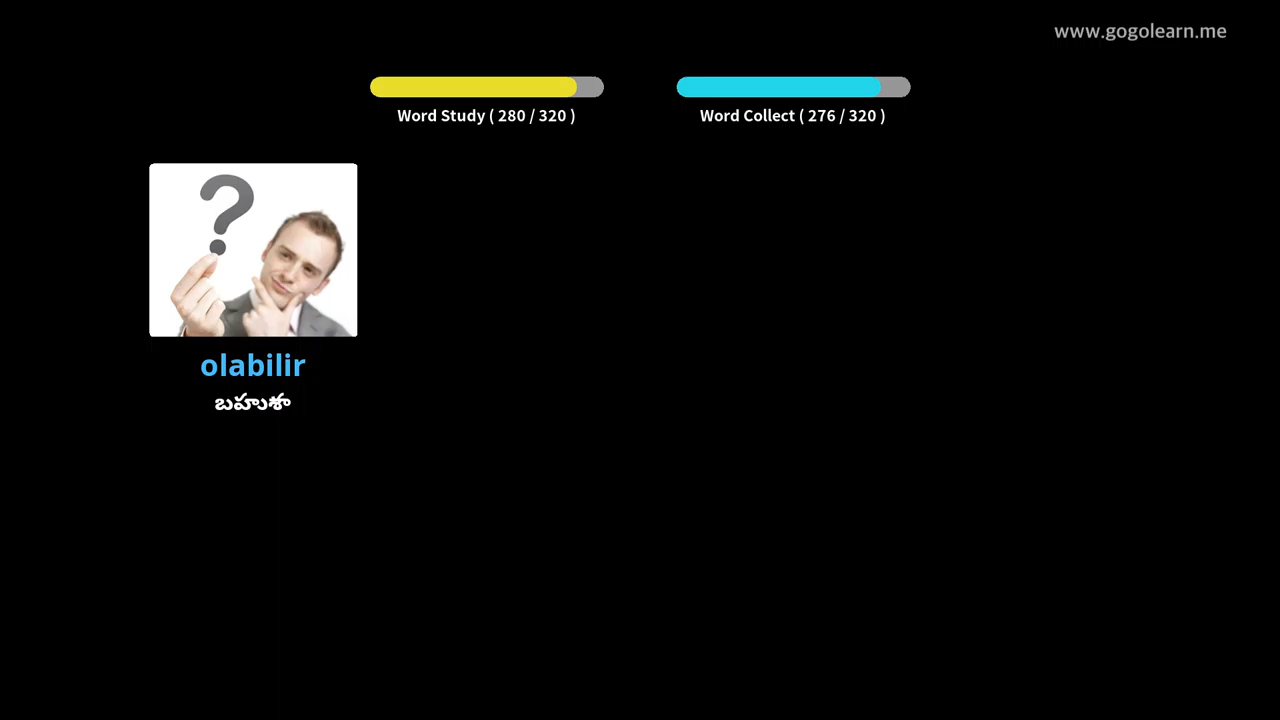 www.gogolearn.me
Word Study ( 280 / 320 )
Word Collect ( 276 / 320 )
?
olabilir
బహుశా